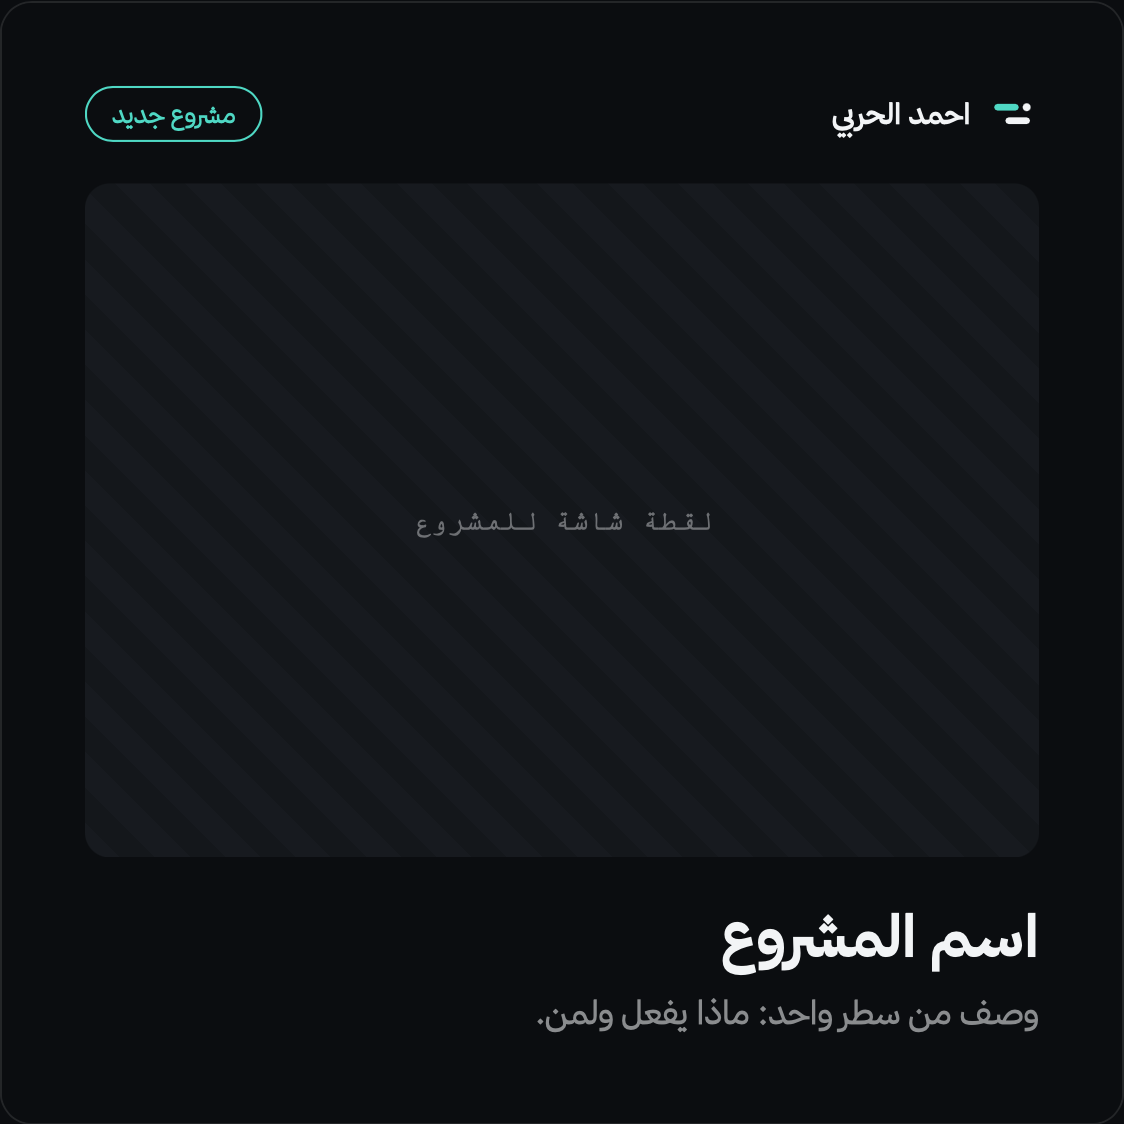 احمد الحربي
مشروع جديد
لقطة شاشة للمشروع
اسم المشروع
وصف من سطر واحد: ماذا يفعل ولمن.